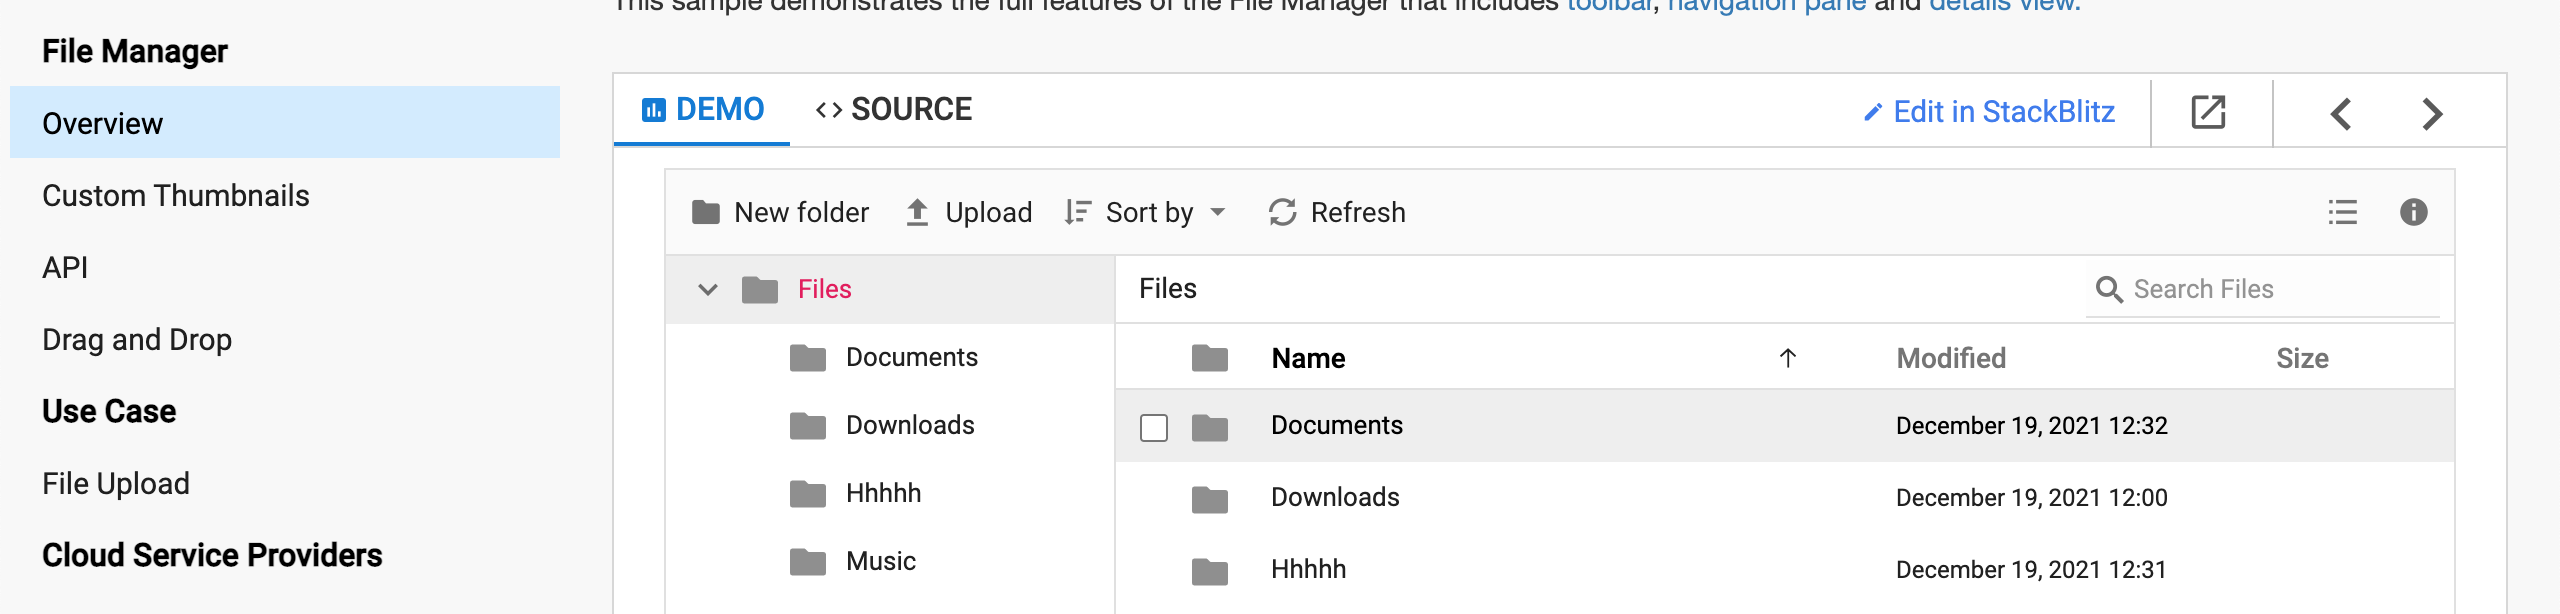 This sample demonstrates the full features of the File Manager that includes toolbar, navigation pane and details view.
File Manager
Overview
Custom Thumbnails
API
Drag and Drop
Use Case
File Upload
Cloud Service Providers
DEMO
<> SOURCE
Edit in StackBlitz
New folder
Upload
Sort by
Refresh
Files
Documents
Downloads
Hhhhh
Music
Files
Search Files
Name Modified Size
Documents December 19, 2021 12:32
Downloads December 19, 2021 12:00
Hhhhh December 19, 2021 12:31